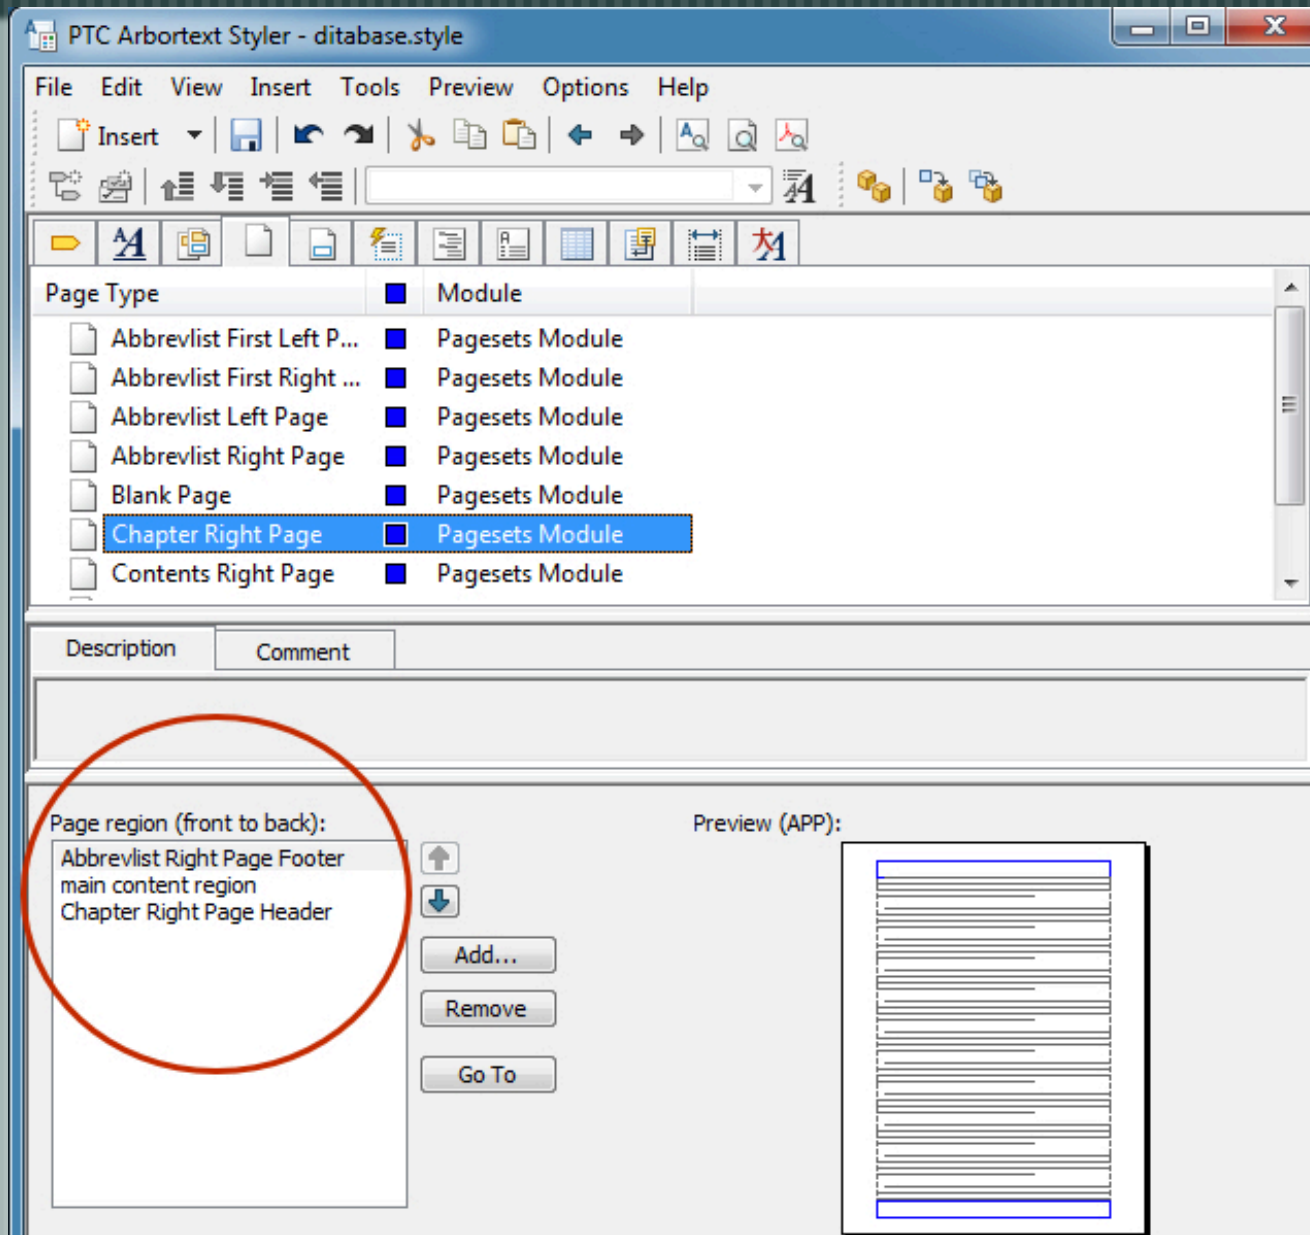 PTC Arbortext Styler - ditabase.style
File Edit View Insert Tools Preview Options Help
Insert
Page Type Module
Abbrevlist First Left P... Pagesets Module
Abbrevlist First Right ... Pagesets Module
Abbrevlist Left Page Pagesets Module
Abbrevlist Right Page Pagesets Module
Blank Page Pagesets Module
Chapter Right Page Pagesets Module
Contents Right Page Pagesets Module
Description Comment
Page region (front to back): Preview (APP):
Abbrevlist Right Page Footer
main content region
Chapter Right Page Header
Add...
Remove
Go To